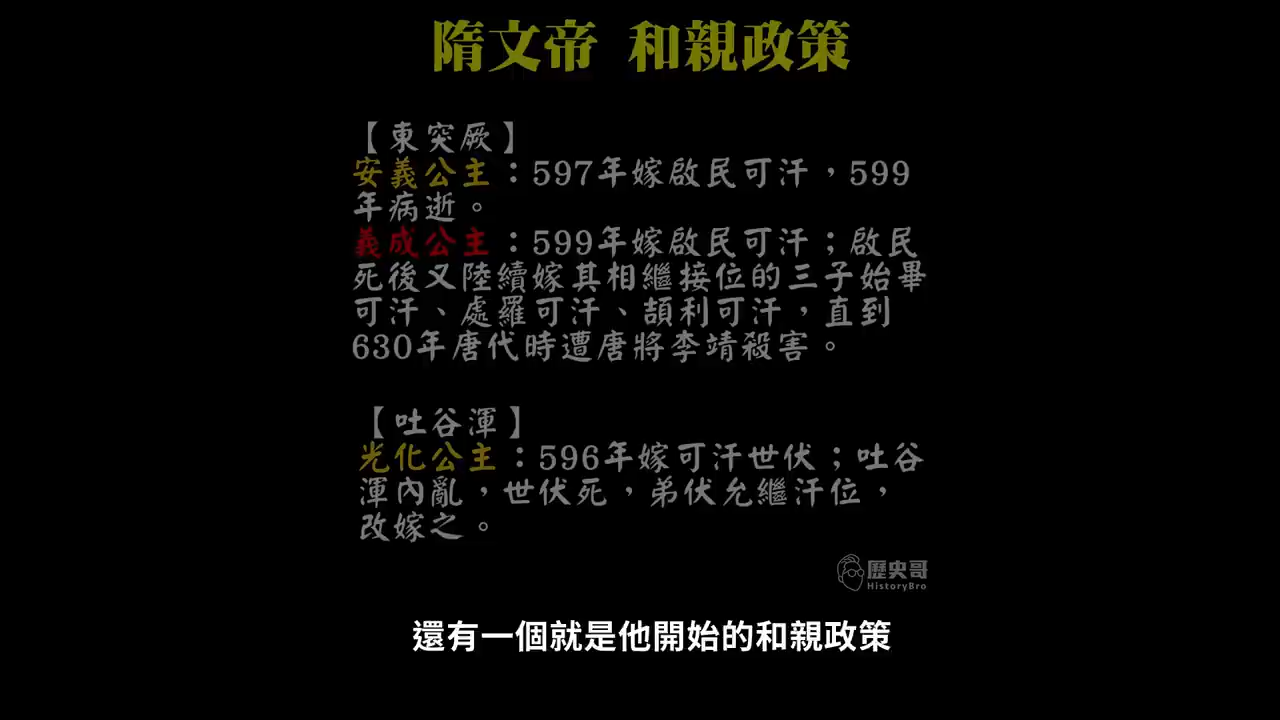 隋文帝 和親政策
【東突厥】
安義公主：597年嫁啟民可汗，599
年病逝。
義成公主：599年嫁啟民可汗；啟民
死後又陸續嫁其相繼接位的三子始畢
可汗、處羅可汗、頡利可汗，直到
630年唐代時遭唐將李靖殺害。
【吐谷渾】
光化公主：596年嫁可汗世伏；吐谷
渾內亂，世伏死，弟伏允繼汗位，
改嫁之。
歷史哥
HistoryBro
還有一個就是他開始的和親政策